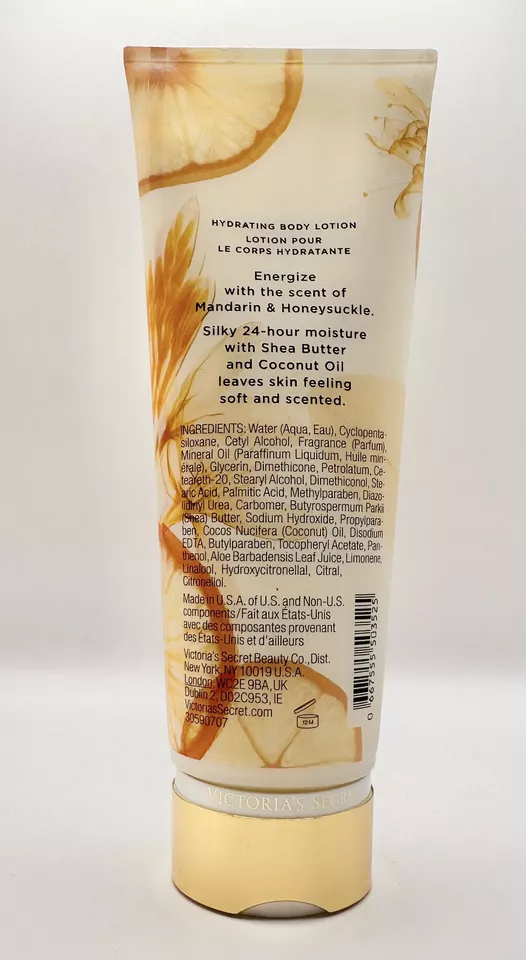 HYDRATING BODY LOTION
LOTION POUR
LE CORPS HYDRATANTE
Energize
with the scent of
Mandarin & Honeysuckle.
Silky 24-hour moisture
with Shea Butter
and Coconut Oil
leaves skin feeling
soft and scented.
INGREDIENTS: Water (Aqua, Eau), Cyclopenta-
siloxane, Cetyl Alcohol, Fragrance (Parfum),
Mineral Oil (Paraffinum Liquidum, Huile min-
érale), Glycerin, Dimethicone, Petrolatum, Ce-
teareth-20, Stearyl Alcohol, Dimethiconol, Ste-
aric Acid, Palmitic Acid, Methylparaben, Diazo-
lidinyl Urea, Carbomer, Butyrospermum Parkii
(Shea) Butter, Sodium Hydroxide, Propylpara-
ben, Cocos Nucifera (Coconut) Oil, Disodium
EDTA, Butylparaben, Tocopheryl Acetate, Pan-
thenol, Aloe Barbadensis Leaf Juice, Limonene,
Linalool, Hydroxycitronellal, Citral,
Citronellol.
Made in U.S.A. of U.S. and Non-U.S.
components/Fait aux États-Unis
avec des composantes provenant
des États-Unis et d'ailleurs
Victoria's Secret Beauty Co.,Dist.
New York, NY 10019 U.S.A.
London, WC2E 9BA, UK
Dublin 2, D02C953, IE
VictoriasSecret.com
30590707
12M
0 667555 503525
VICTORIA'S SECRE